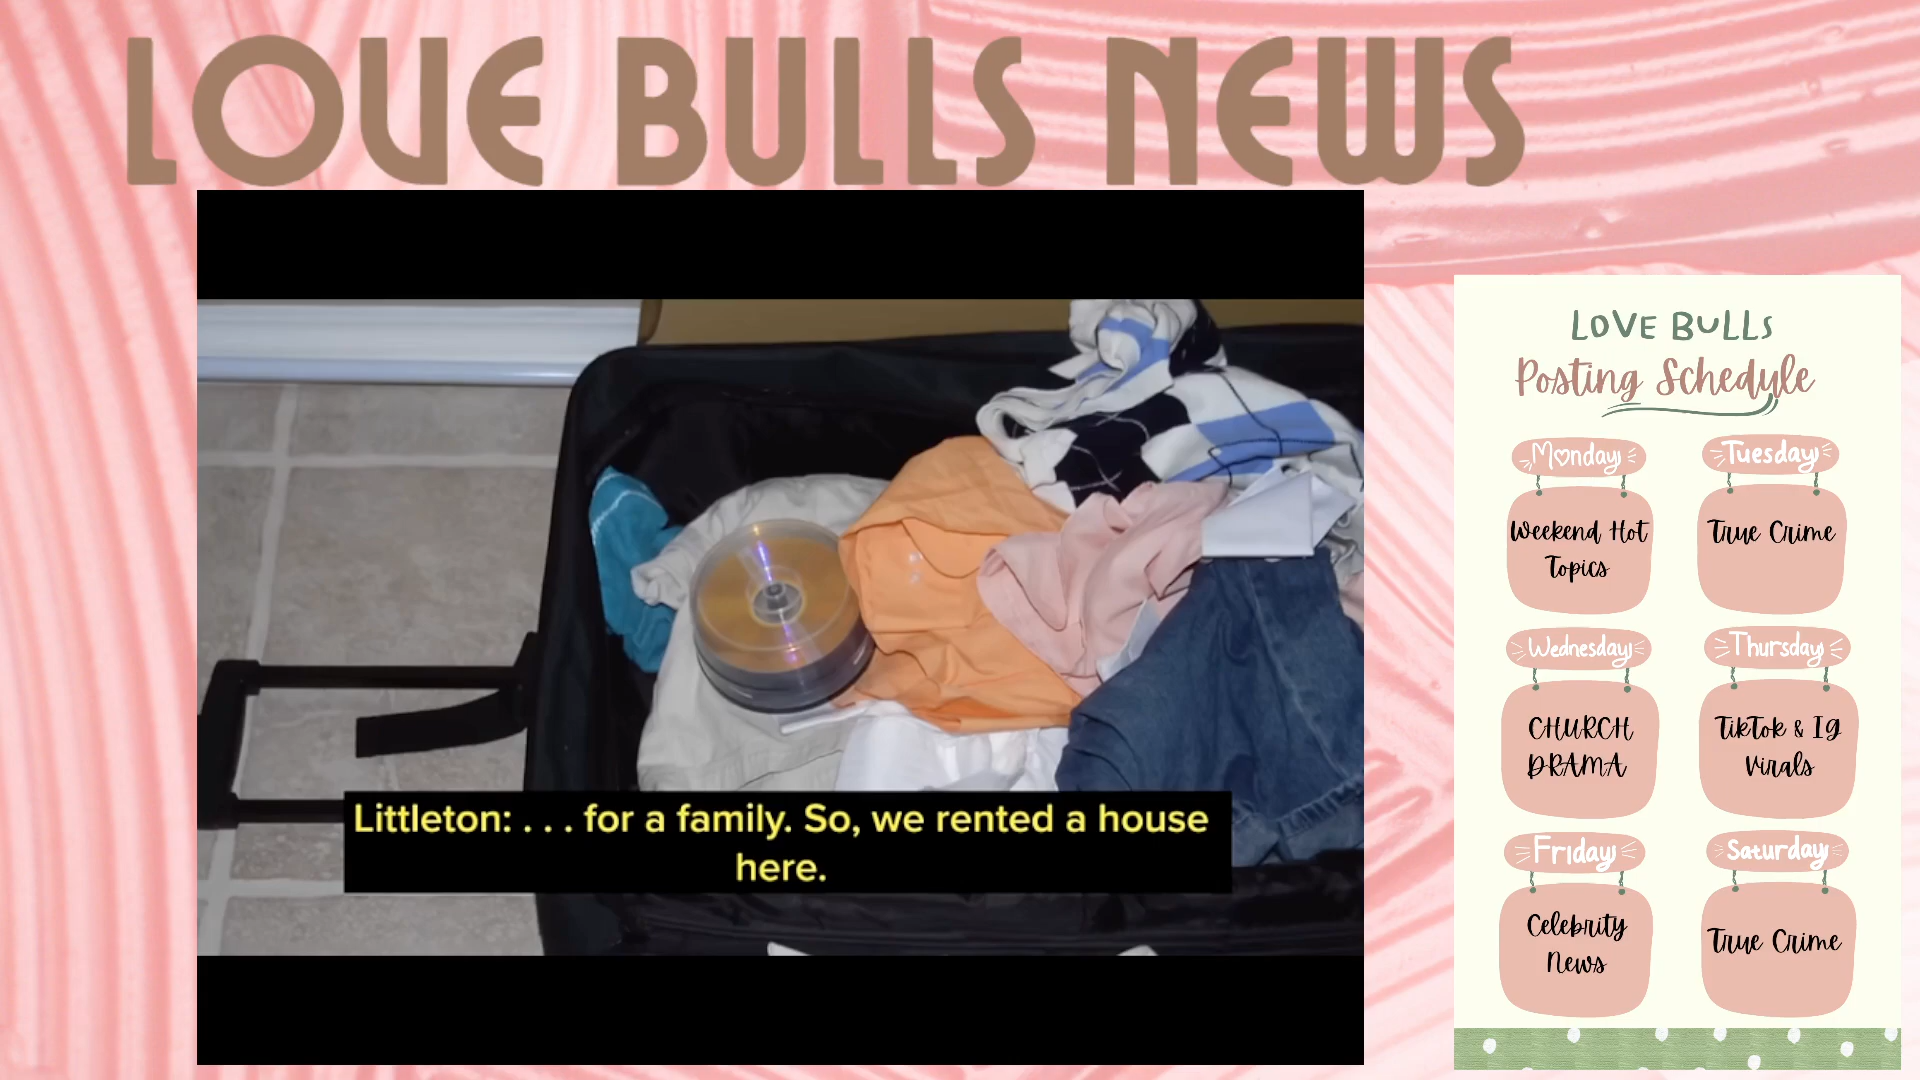 LOVE BULLS NEWS
Littleton: . . . for a family. So, we rented a house
here.
LOVE BULLS
Posting Schedule
Monday
Weekend Hot
Topics
Tuesday
True Crime
Wednesday
CHURCH
DRAMA
Thursday
TikTok & Ig
Virals
Friday
Celebrity
News
Saturday
True Crime